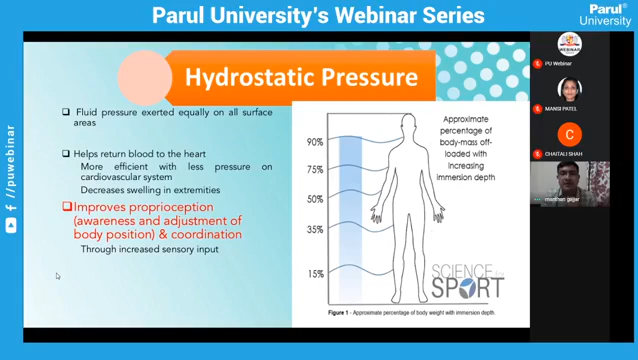 Parul University's Webinar Series
Parul®
University
Hydrostatic Pressure
❑ Fluid pressure exerted equally on all surface
areas
❑ Helps return blood to the heart
More efficient with less pressure on
cardiovascular system
Decreases swelling in extremities
❑Improves proprioception
(awareness and adjustment of
body position) & coordination
Through increased sensory input
Approximate
percentage of
body-mass off-
loaded with
increasing
immersion depth
90%
75%
50%
35%
15%
SCIENCE for
SPORT
Figure 1 - Approximate percentage of body weight with immersion depth.
PU Webinar
MANSI PATEL
C
CHAITALI SHAH
gajjar
f //puwebinar